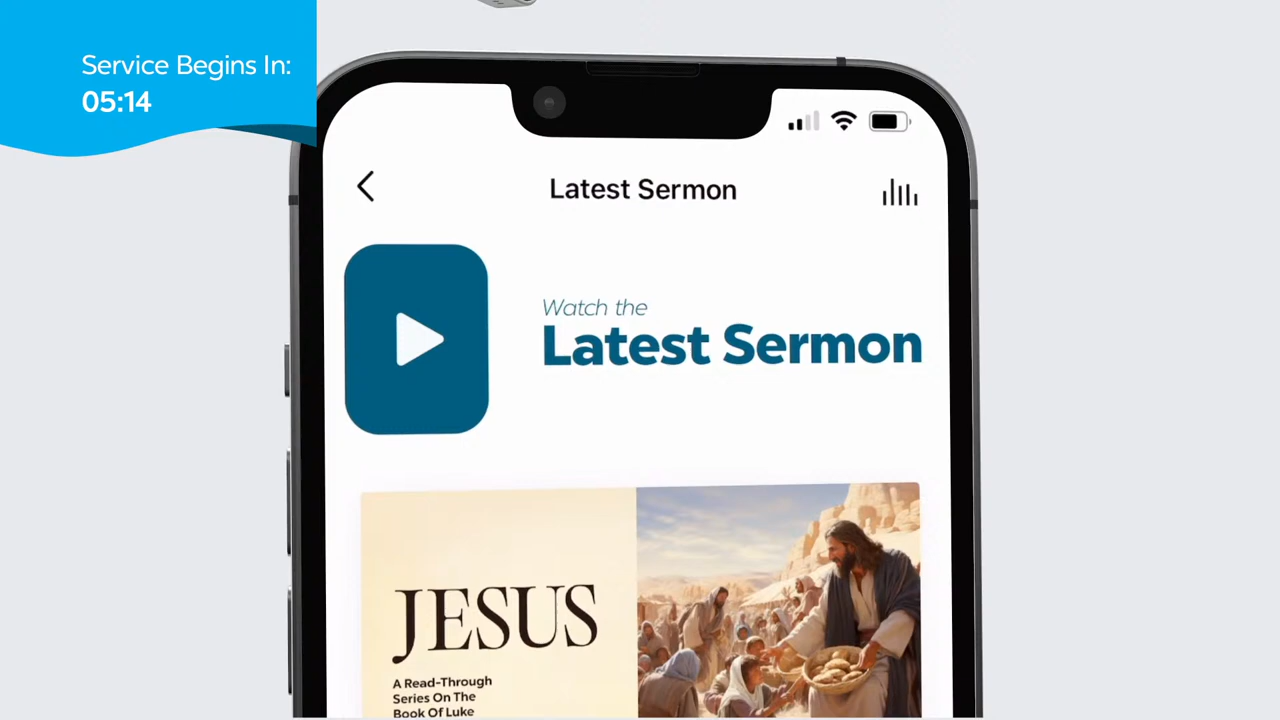 Service Begins In:
05:14
Latest Sermon
Watch the
Latest Sermon
JESUS
A Read-Through
Series On The
Book Of Luke